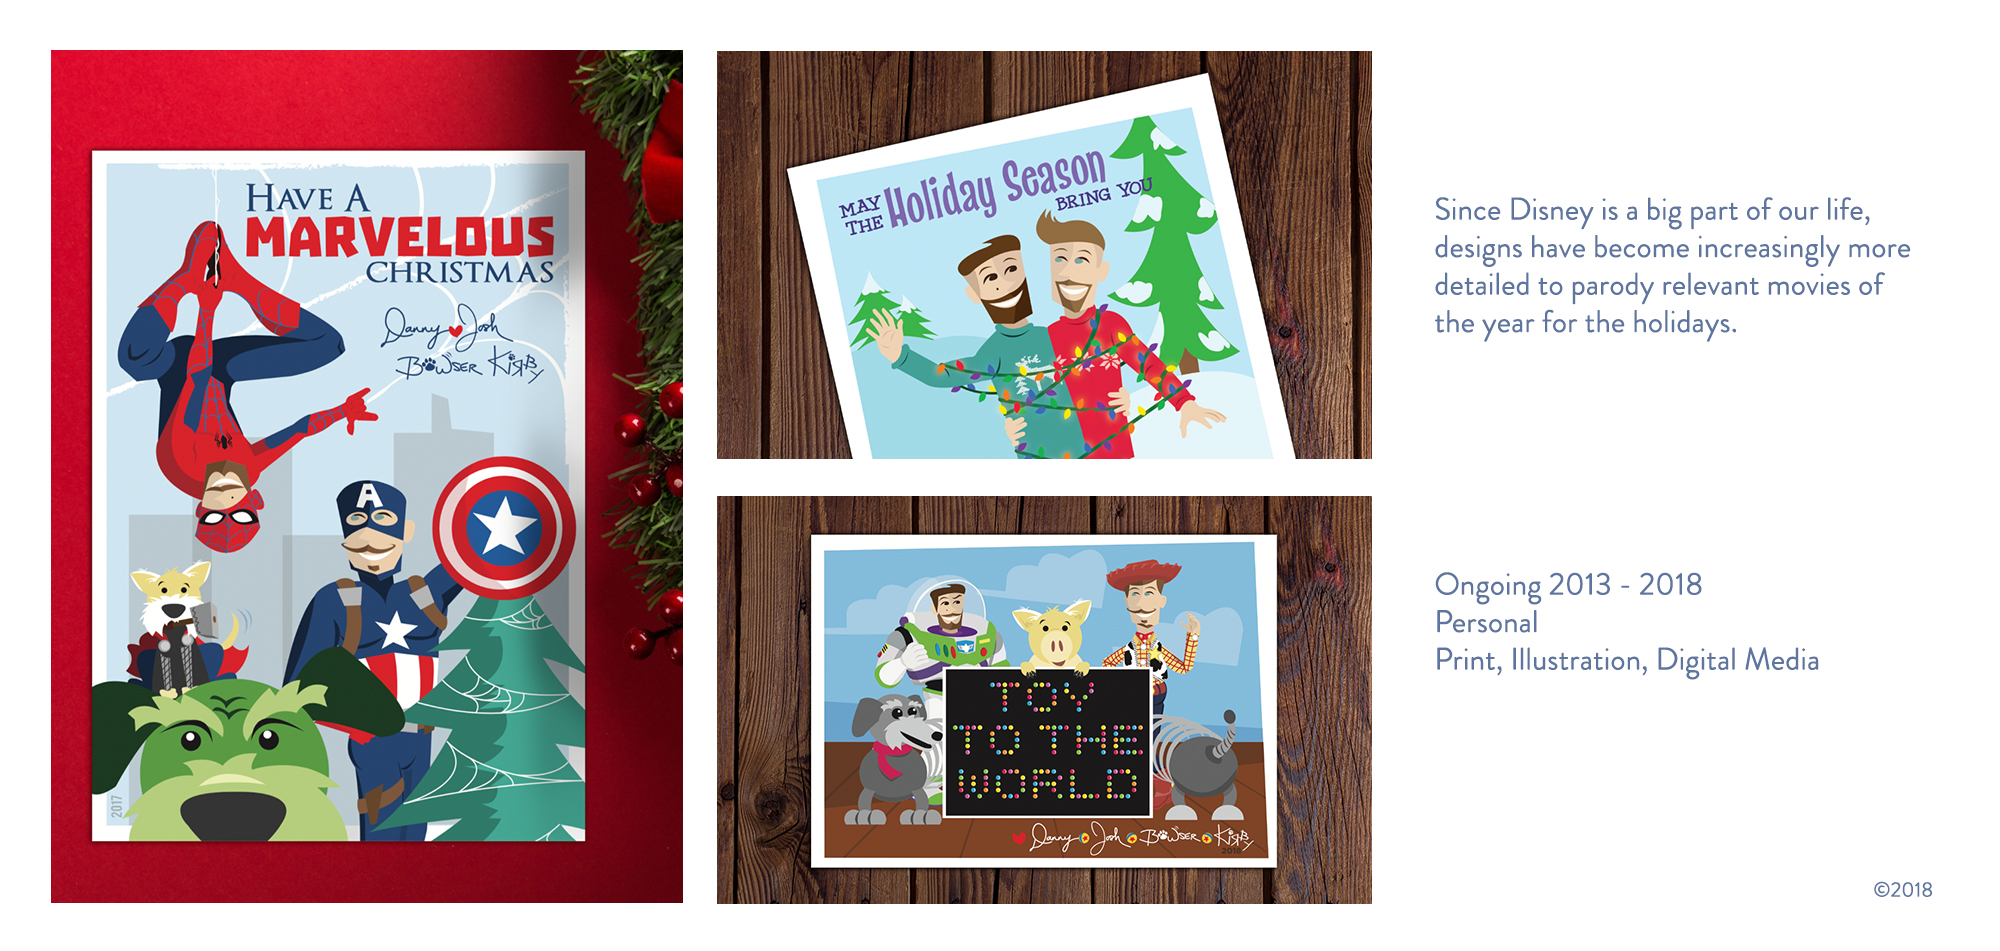 HAVE A
MARVELOUS
CHRISTMAS
Danny Josh
BOWSER KIRBY
A
2017
MAY THE Holiday Season
BRING YOU
TOY
TO THE
WORLD
Danny Josh BOWSER KIRBY
2018
Since Disney is a big part of our life,
designs have become increasingly more
detailed to parody relevant movies of
the year for the holidays.
Ongoing 2013 - 2018
Personal
Print, Illustration, Digital Media
©2018